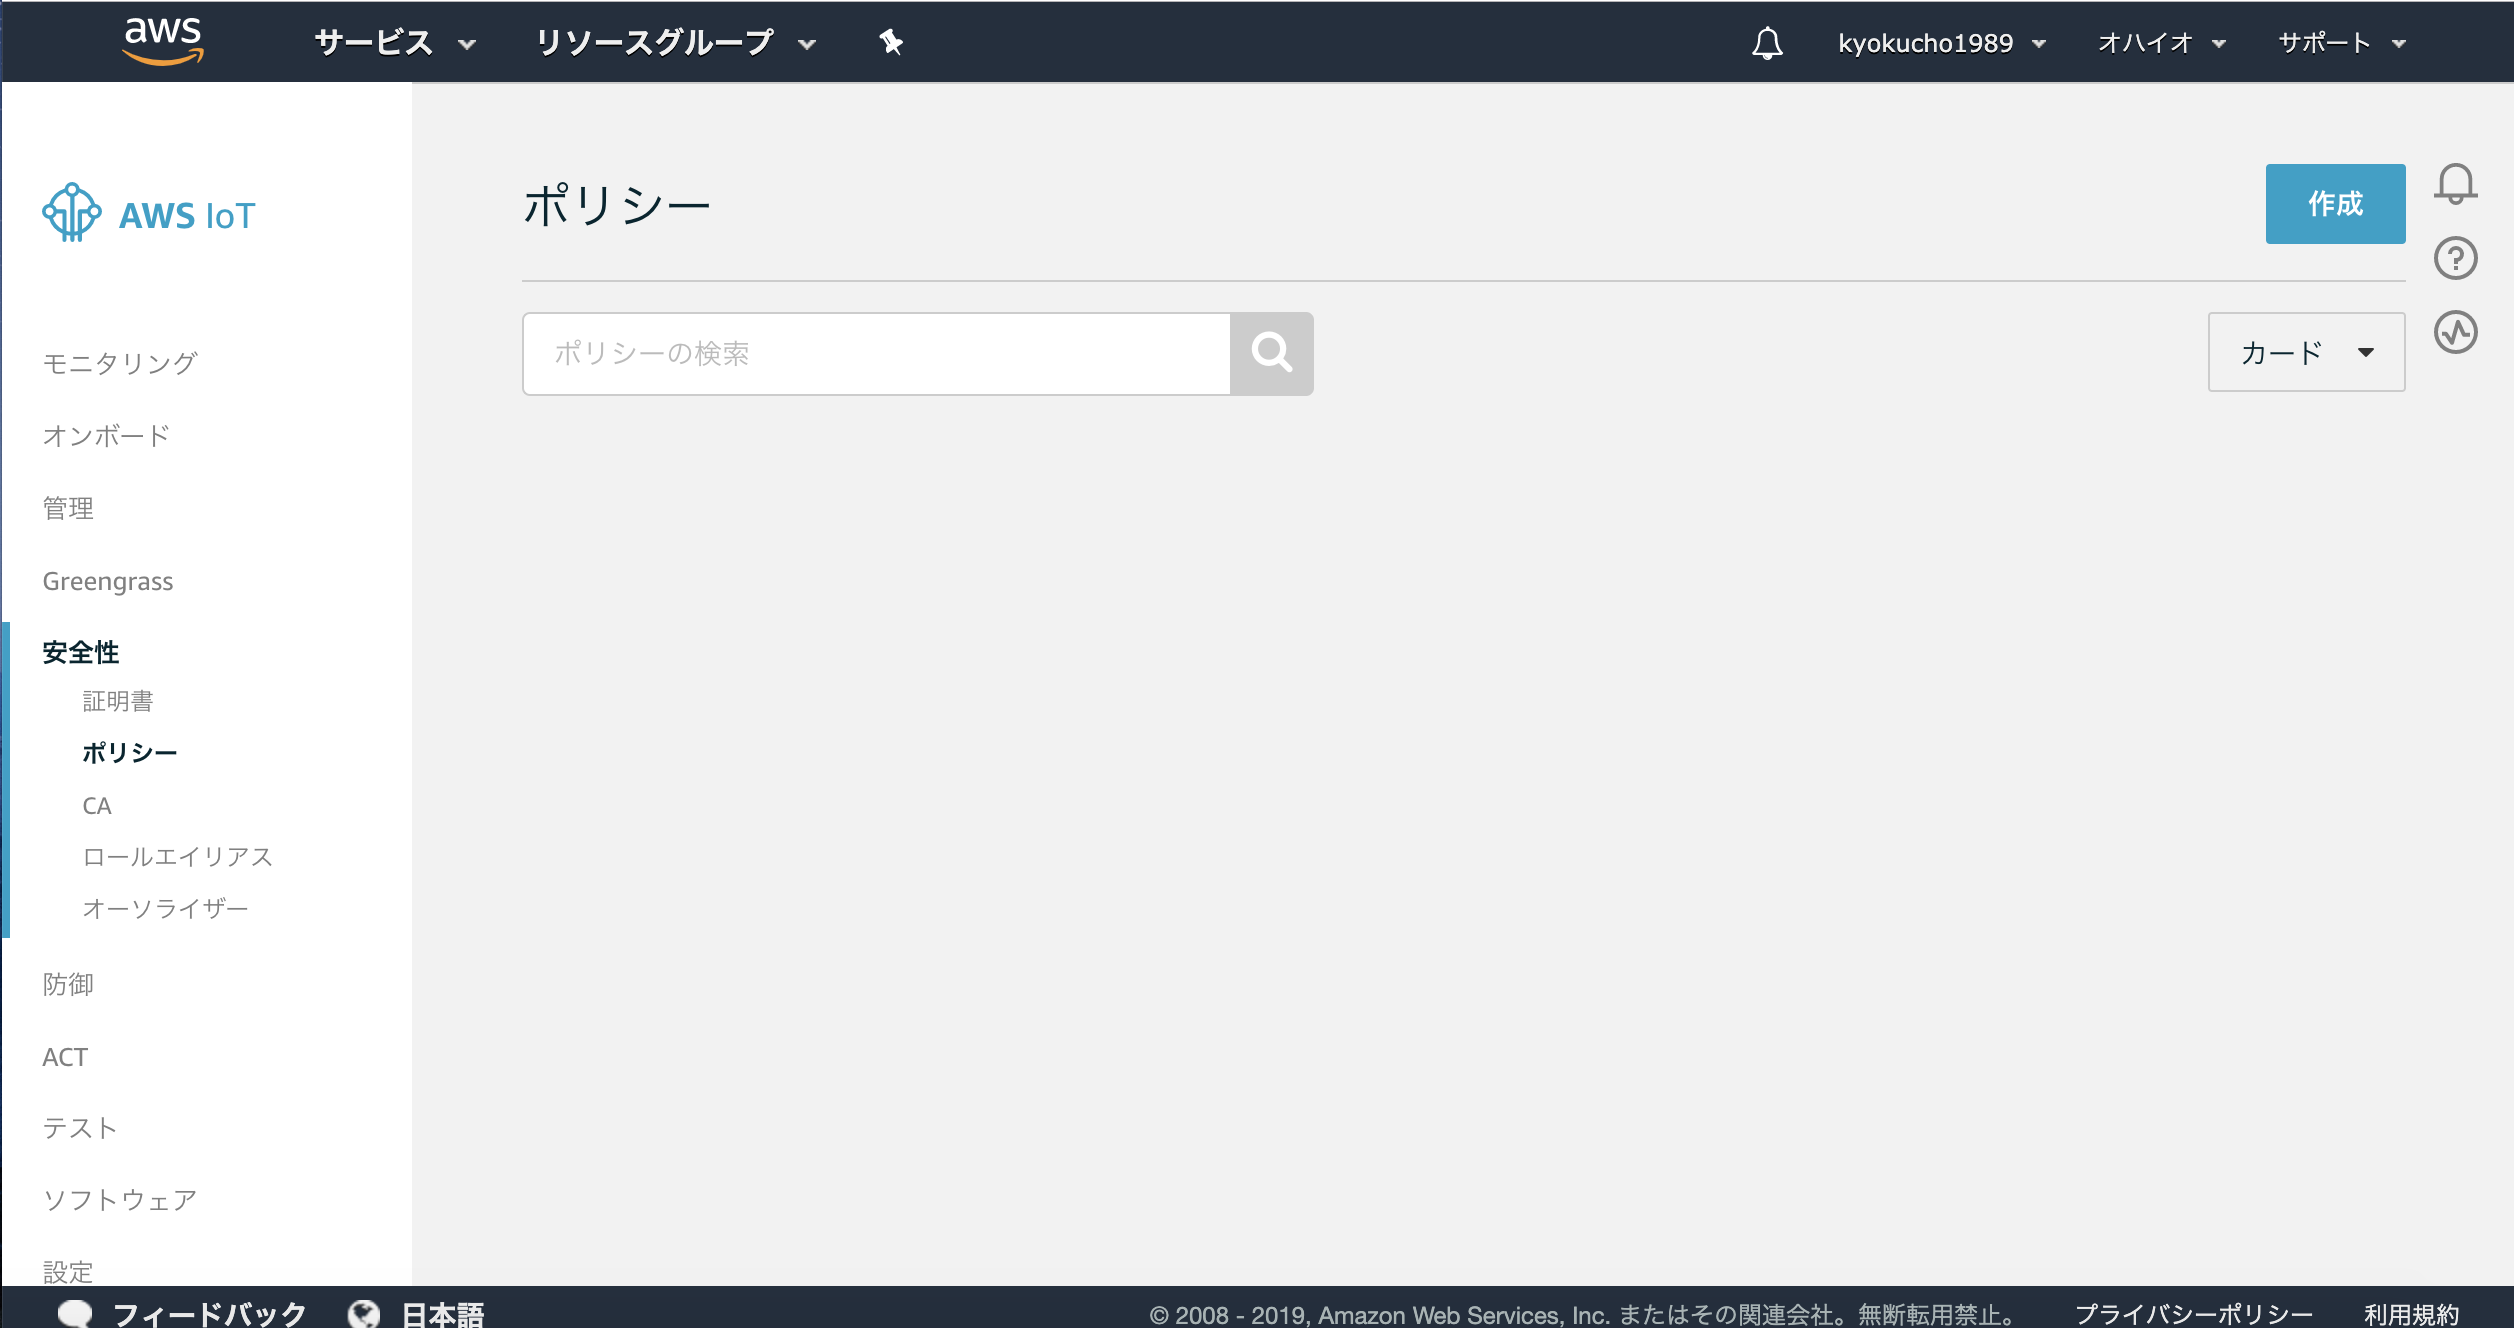 aws サービス リソースグループ kyokucho1989 オハイオ サポート
AWS IoT
モニタリング
オンボード
管理
Greengrass
安全性
証明書
ポリシー
CA
ロールエイリアス
オーソライザー
防御
ACT
テスト
ソフトウェア
設定
ポリシー
作成
ポリシーの検索
カード
フィードバック 日本語 © 2008 - 2019, Amazon Web Services, Inc. またはその関連会社。無断転用禁止。 プライバシーポリシー 利用規約